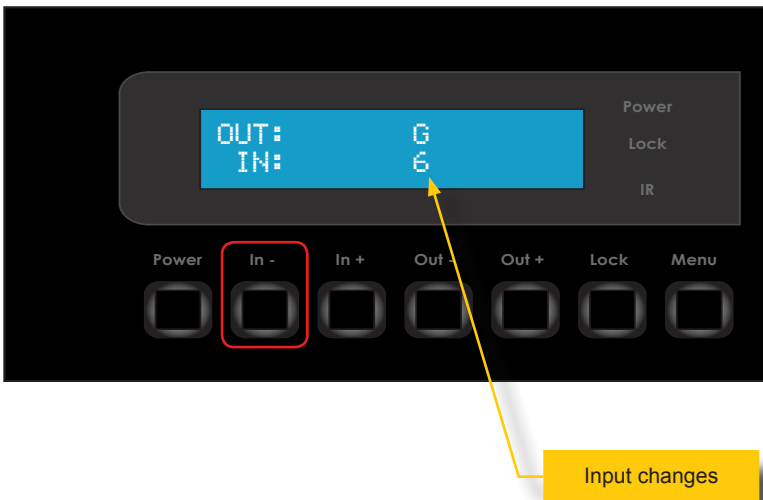 OUT: G
IN: 6
Power
Lock
IR
Power In - In + Out - Out + Lock Menu
Input changes